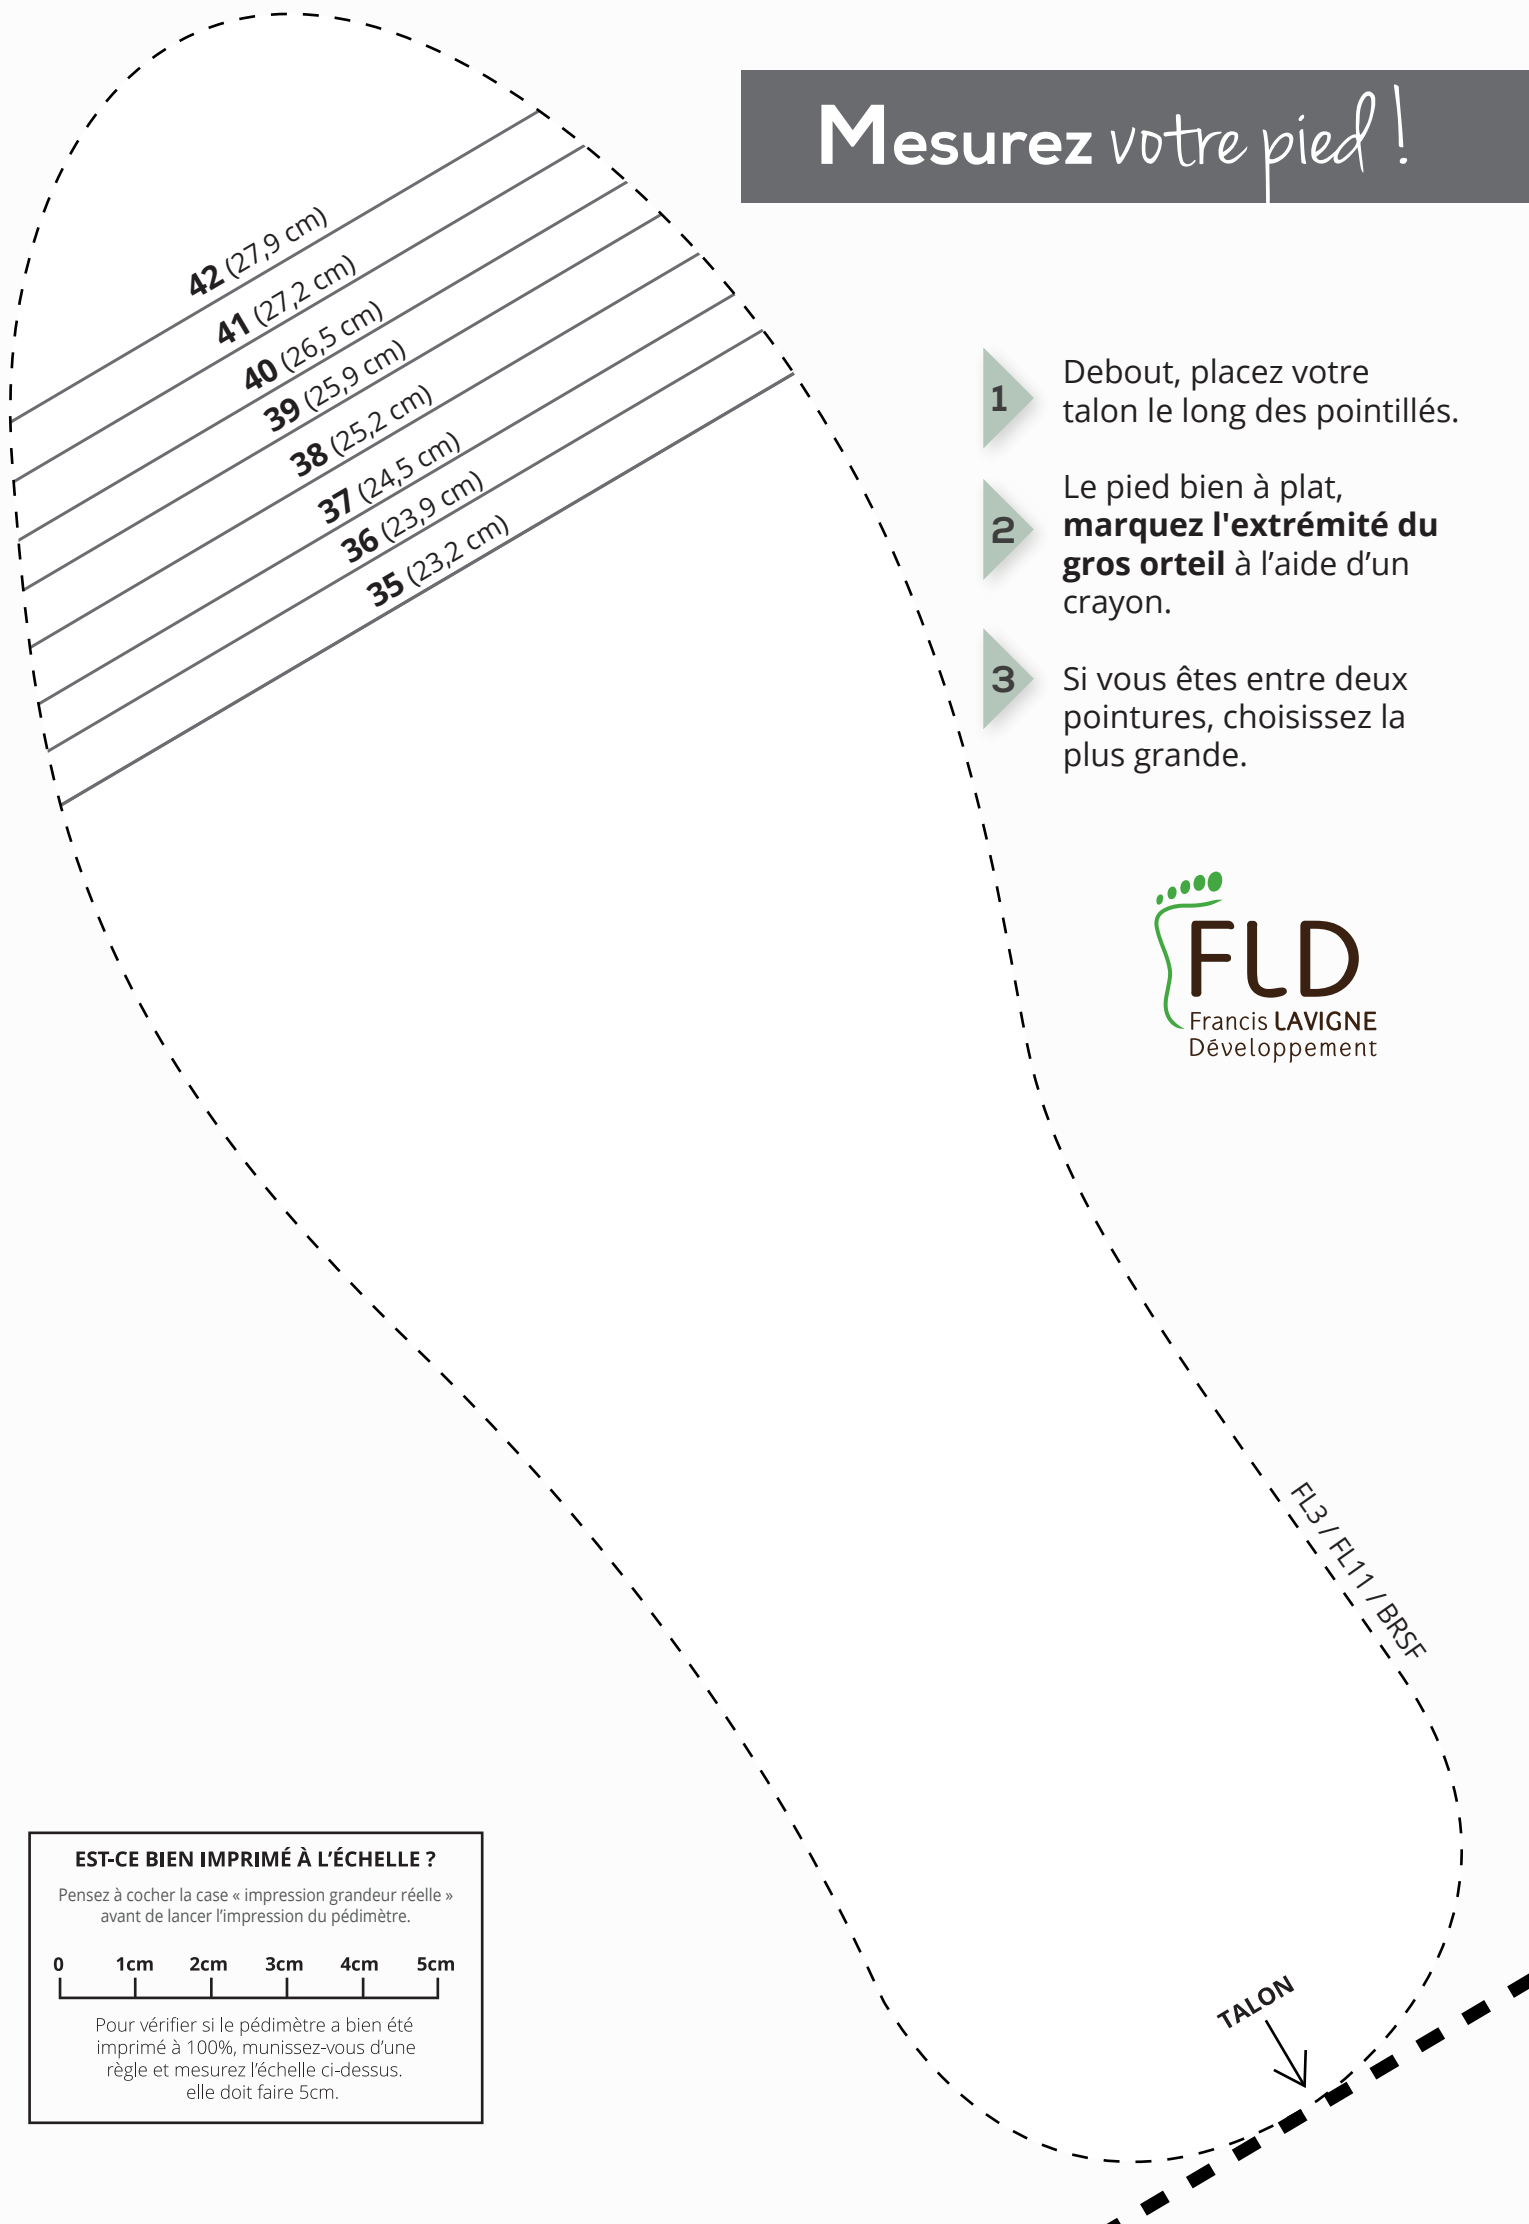 Mesurez votre pied !
42 (27,9 cm)
41 (27,2 cm)
40 (26,5 cm)
39 (25,9 cm)
38 (25,2 cm)
37 (24,5 cm)
36 (23,9 cm)
35 (23,2 cm)
1
Debout, placez votre
talon le long des pointillés.
2
Le pied bien à plat,
marquez l'extrémité du
gros orteil à l’aide d’un
crayon.
3
Si vous êtes entre deux
pointures, choisissez la
plus grande.
FLD
Francis LAVIGNE
Développement
FL3 / FL11 / BRSF
EST-CE BIEN IMPRIMÉ À L’ÉCHELLE ?
Pensez à cocher la case « impression grandeur réelle »
avant de lancer l’impression du pédimètre.
0 1cm 2cm 3cm 4cm 5cm
Pour vérifier si le pédimètre a bien été
imprimé à 100%, munissez-vous d’une
règle et mesurez l’échelle ci-dessus.
elle doit faire 5cm.
TALON